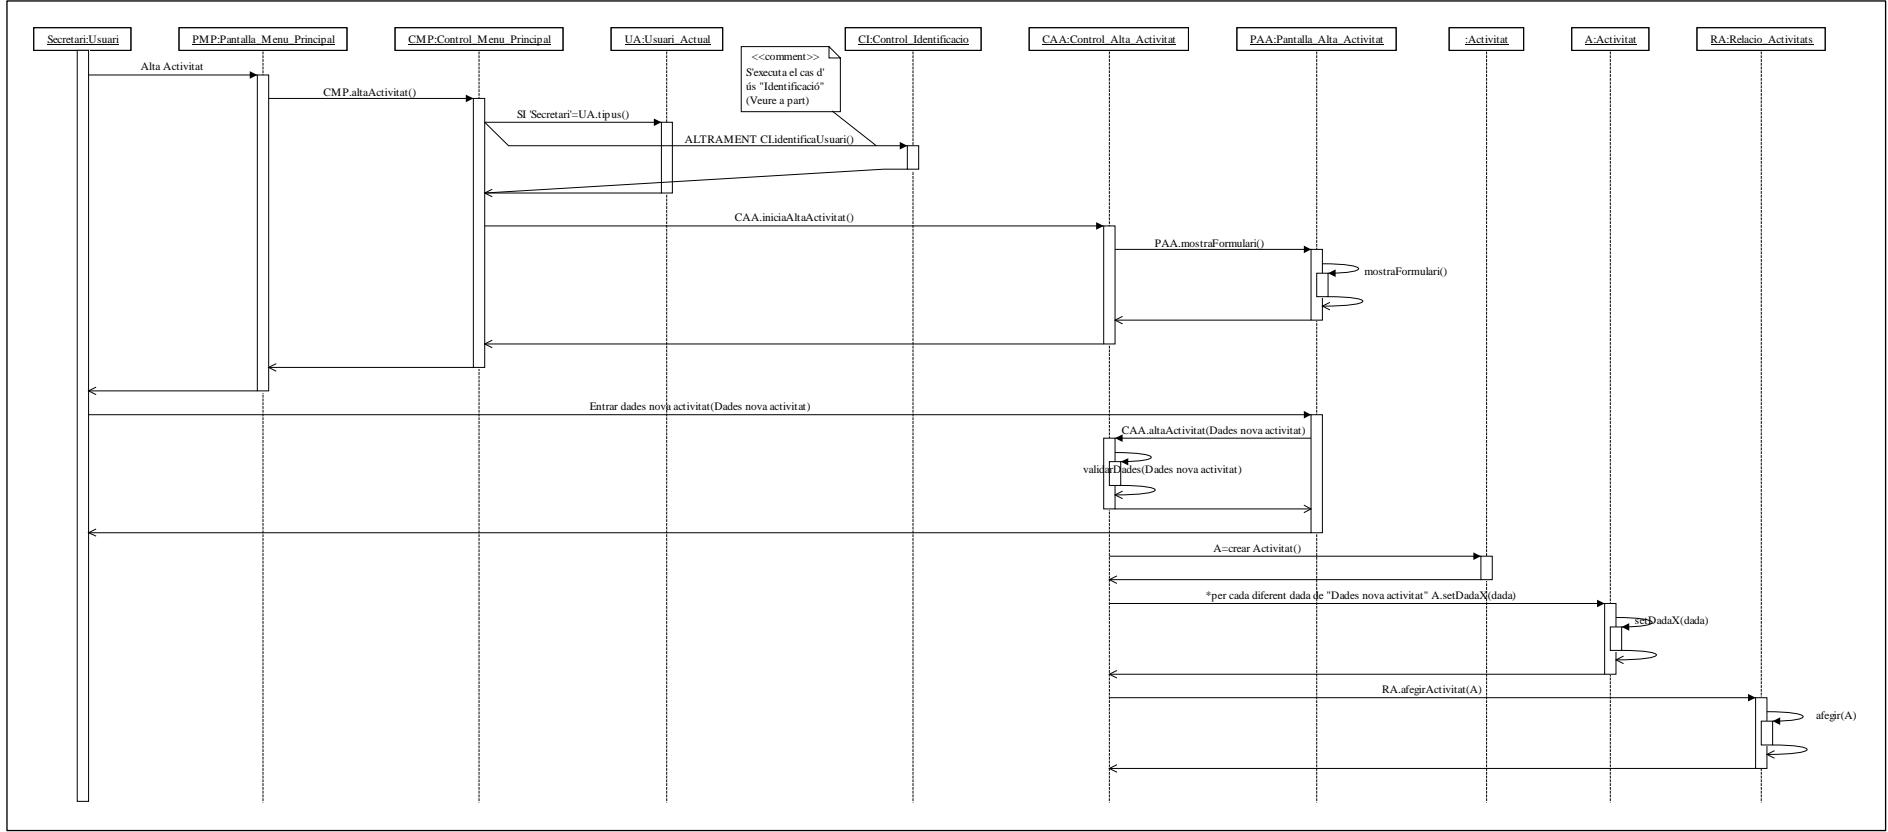 Secretari:Usuari
PMP:Pantalla_Menu_Principal
CMP:Control_Menu_Principal
UA:Usuari_Actual
CI:Control_Identificacio
CAA:Control_Alta_Activitat
PAA:Pantalla_Alta_Activitat
:Activitat
A:Activitat
RA:Relacio_Activitats
<<comment>>
S'executa el cas d'
ús "Identificació"
(Veure a part)
Alta Activitat
CMP.altaActivitat()
SI 'Secretari'=UA.tipus()
ALTRAMENT CI.identificaUsuari()
CAA.iniciaAltaActivitat()
PAA.mostraFormulari()
mostraFormulari()
Entrar dades nova activitat(Dades nova activitat)
CAA.altaActivitat(Dades nova activitat)
validarDades(Dades nova activitat)
A=crear Activitat()
*per cada diferent dada de "Dades nova activitat" A.setDadaX(dada)
setDadaX(dada)
RA.afegirActivitat(A)
afegir(A)